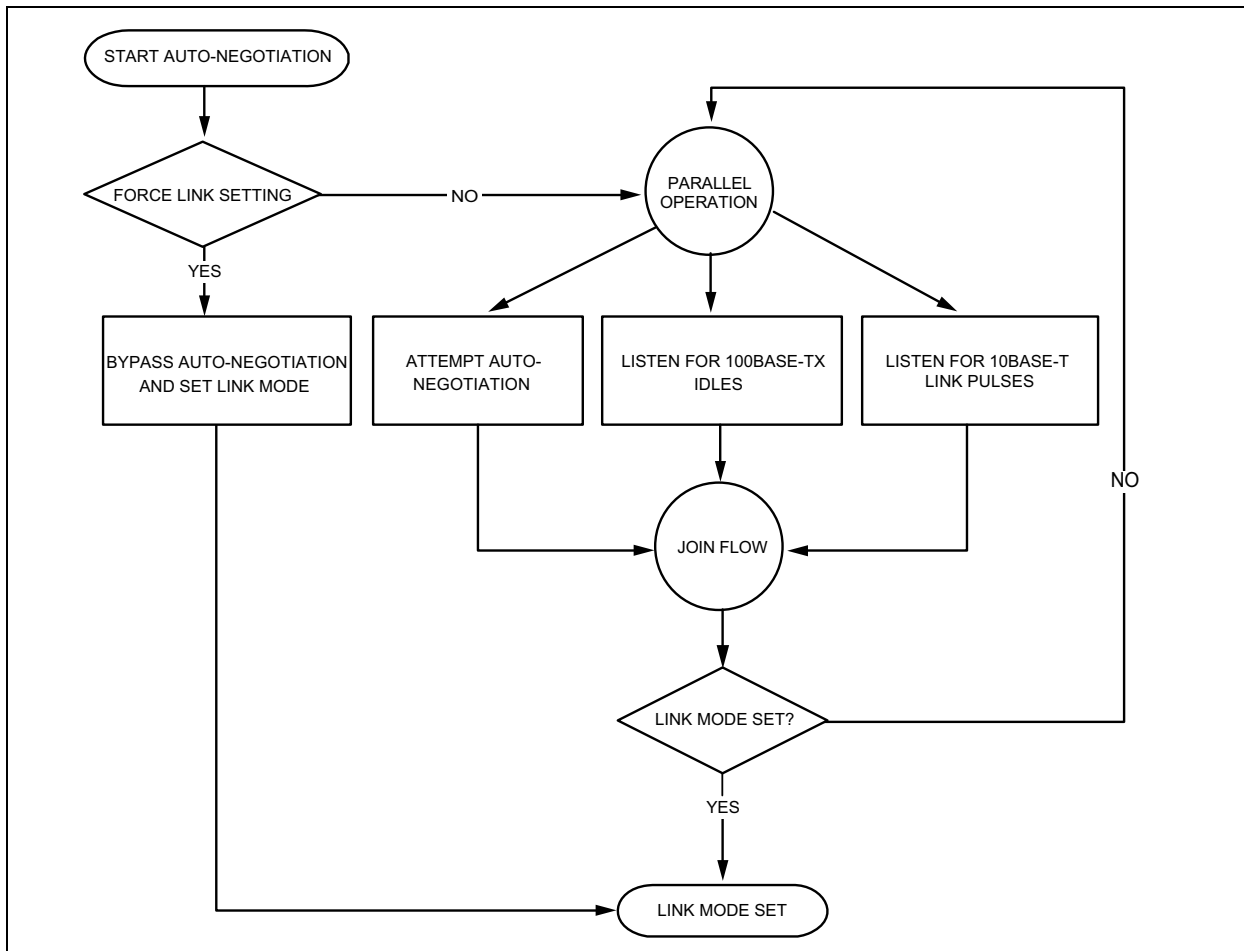 START AUTO-NEGOTIATION
FORCE LINK SETTING
NO
PARALLEL
OPERATION
YES
BYPASS AUTO-NEGOTIATION
AND SET LINK MODE
ATTEMPT AUTO-
NEGOTIATION
LISTEN FOR 100BASE-TX
IDLES
LISTEN FOR 10BASE-T
LINK PULSES
NO
JOIN FLOW
LINK MODE SET?
YES
LINK MODE SET